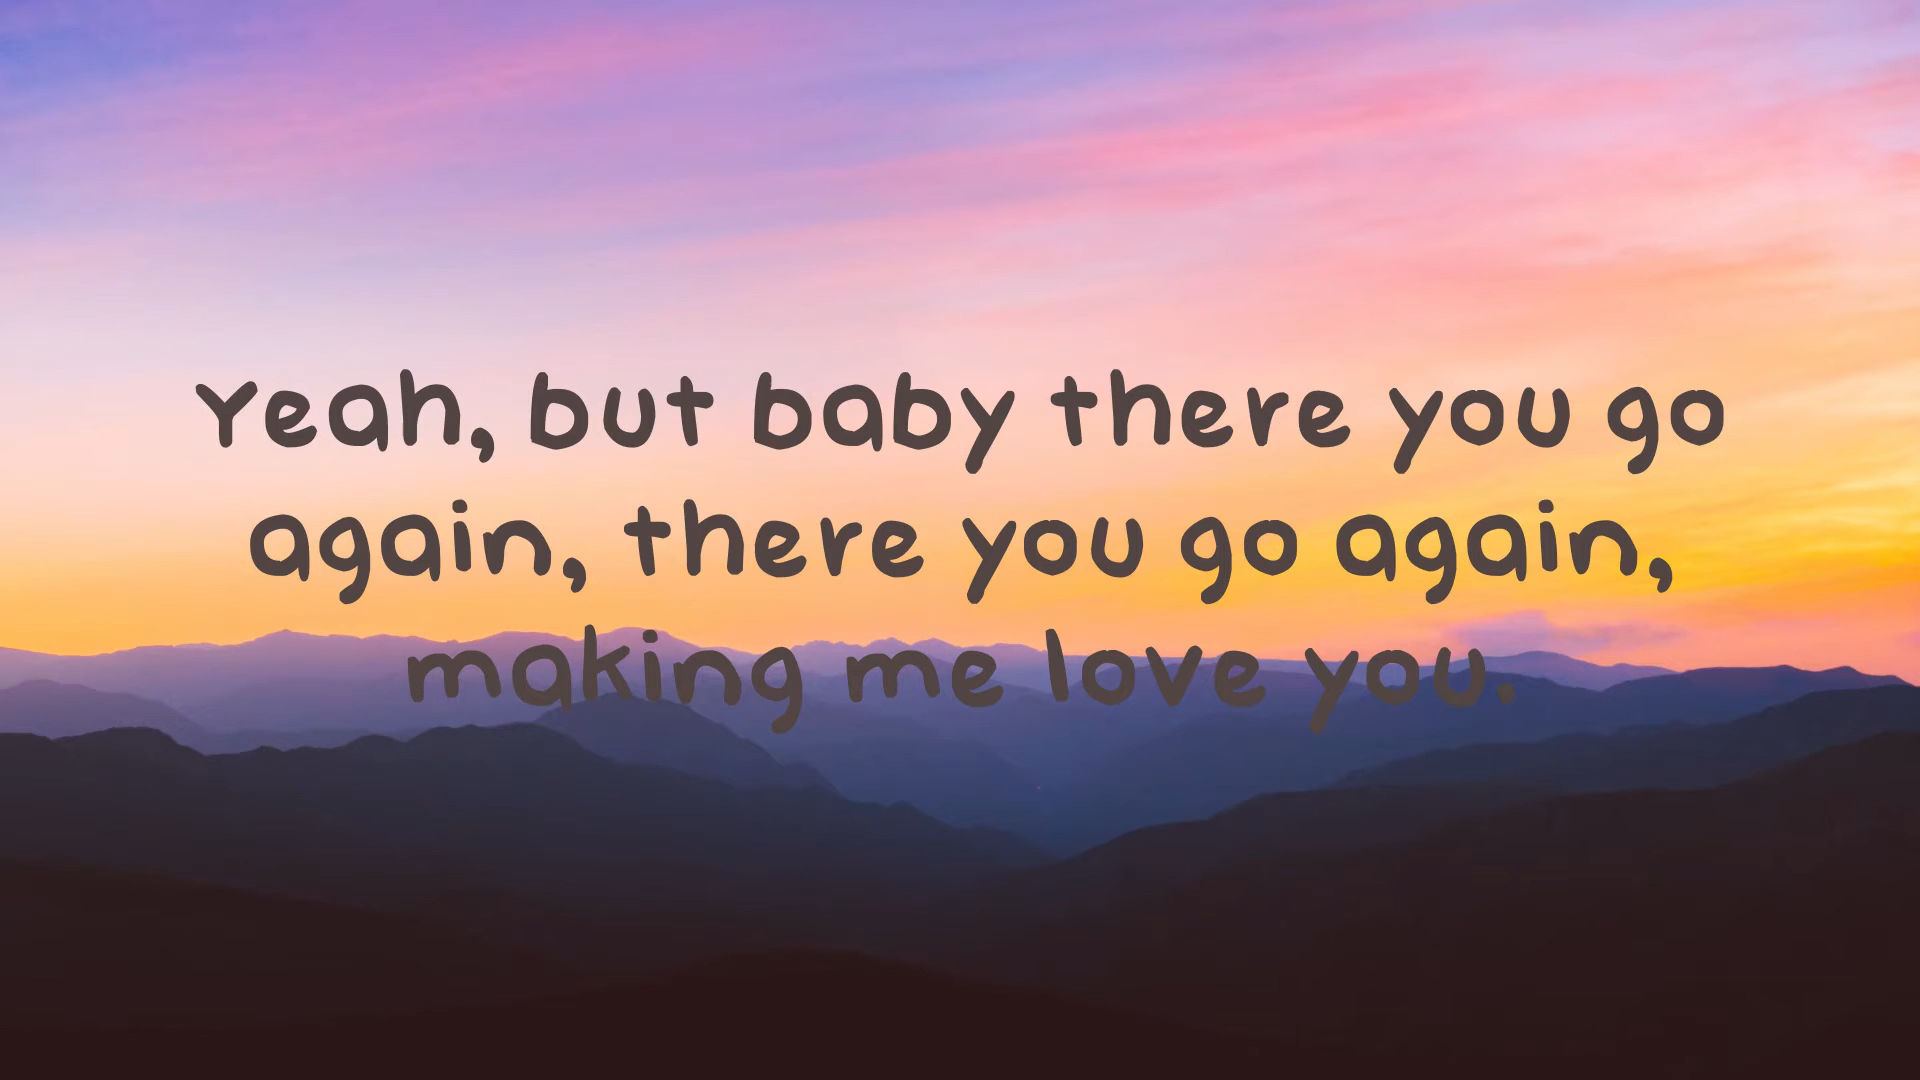 Yeah, but baby there you go
again, there you go again,
making me love you.